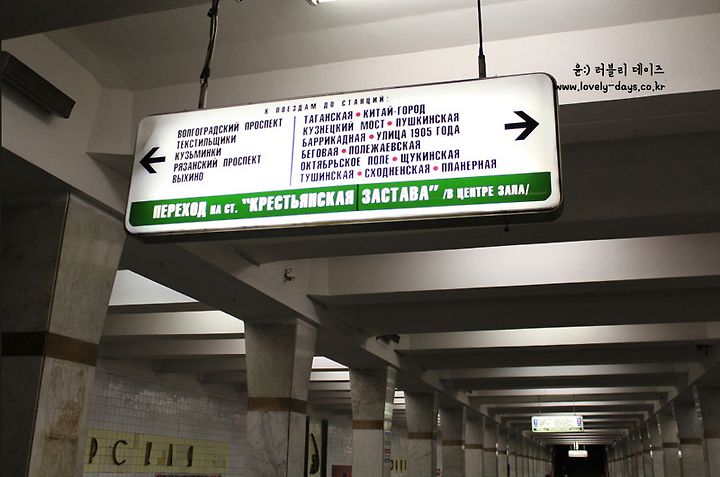 윤:) 러블리 데이즈
www.lovely-days.co.kr
К ПОЕЗДАМ ДО СТАНЦИЙ:
ВОЛГОГРАДСКИЙ ПРОСПЕКТ
ТЕКСТИЛЬЩИКИ
КУЗЬМИНКИ
РЯЗАНСКИЙ ПРОСПЕКТ
ВЫХИНО
ТАГАНСКАЯ • КИТАЙ-ГОРОД
КУЗНЕЦКИЙ МОСТ • ПУШКИНСКАЯ
БАРРИКАДНАЯ • УЛИЦА 1905 ГОДА
БЕГОВАЯ • ПОЛЕЖАЕВСКАЯ
ОКТЯБРЬСКОЕ ПОЛЕ • ЩУКИНСКАЯ
ТУШИНСКАЯ • СХОДНЕНСКАЯ • ПЛАНЕРНАЯ
ПЕРЕХОД НА СТ. "КРЕСТЬЯНСКАЯ ЗАСТАВА" /В ЦЕНТРЕ ЗАЛА/